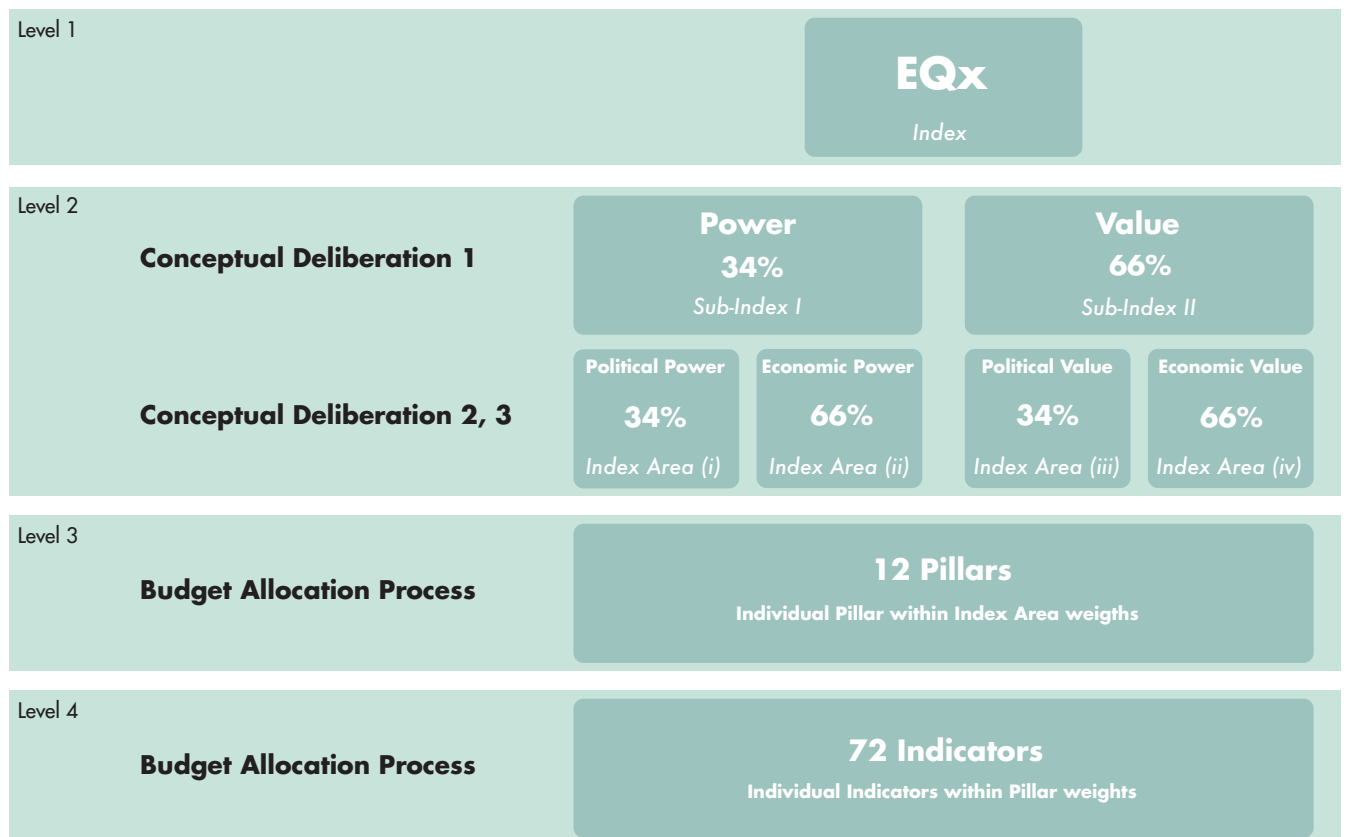 Level 1
EQx
Index
Level 2
Conceptual Deliberation 1
Power
34%
Sub-Index I
Value
66%
Sub-Index II
Conceptual Deliberation 2, 3
Political Power
34%
Index Area (i)
Economic Power
66%
Index Area (ii)
Political Value
34%
Index Area (iii)
Economic Value
66%
Index Area (iv)
Level 3
Budget Allocation Process
12 Pillars
Individual Pillar within Index Area weigths
Level 4
Budget Allocation Process
72 Indicators
Individual Indicators within Pillar weights